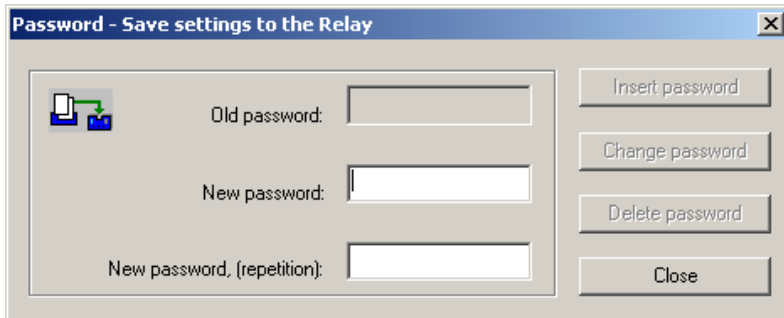 Password - Save settings to the Relay
Old password:
New password:
New password, (repetition):
Insert password
Change password
Delete password
Close